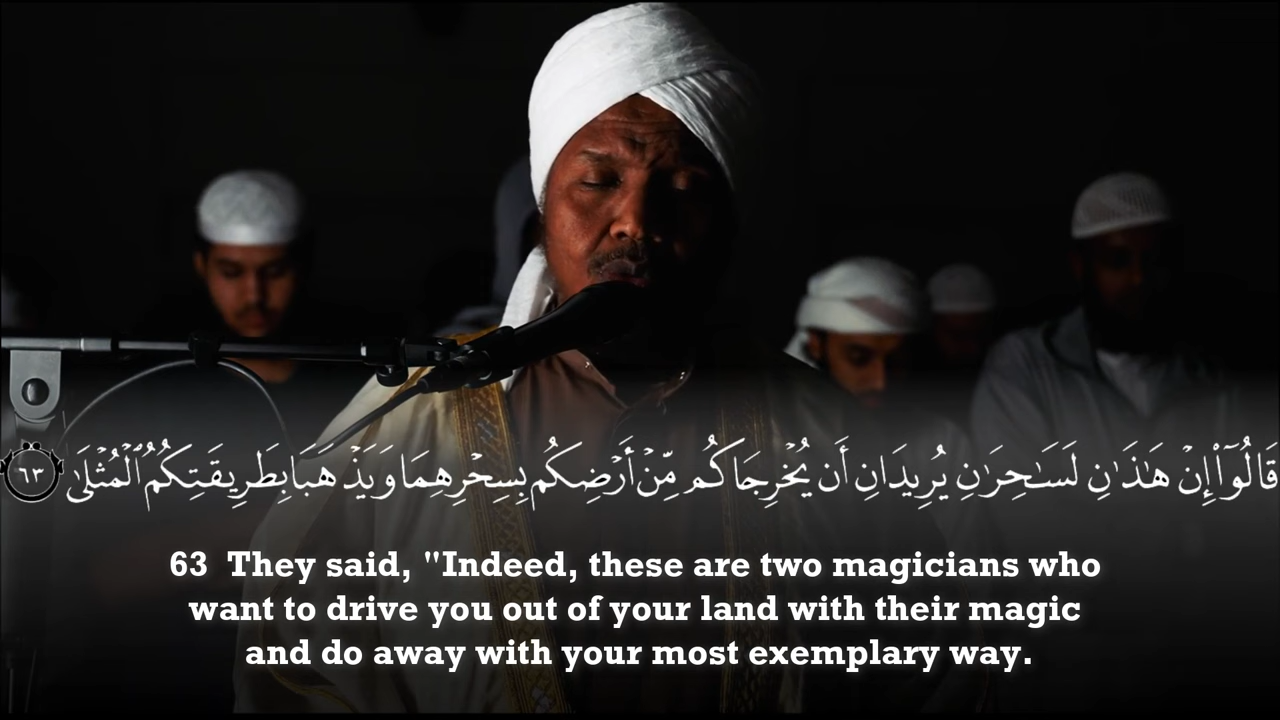 قَالُوٓا۟ إِنْ هَـٰذَٰنِ لَسَـٰحِرَٰنِ يُرِيدَانِ أَن يُخْرِجَاكُم مِّنْ أَرْضِكُم بِسِحْرِهِمَا وَيَذْهَبَا بِطَرِيقَتِكُمُ ٱلْمُثْلَىٰ ٦٣
63 They said, "Indeed, these are two magicians who
want to drive you out of your land with their magic
and do away with your most exemplary way.